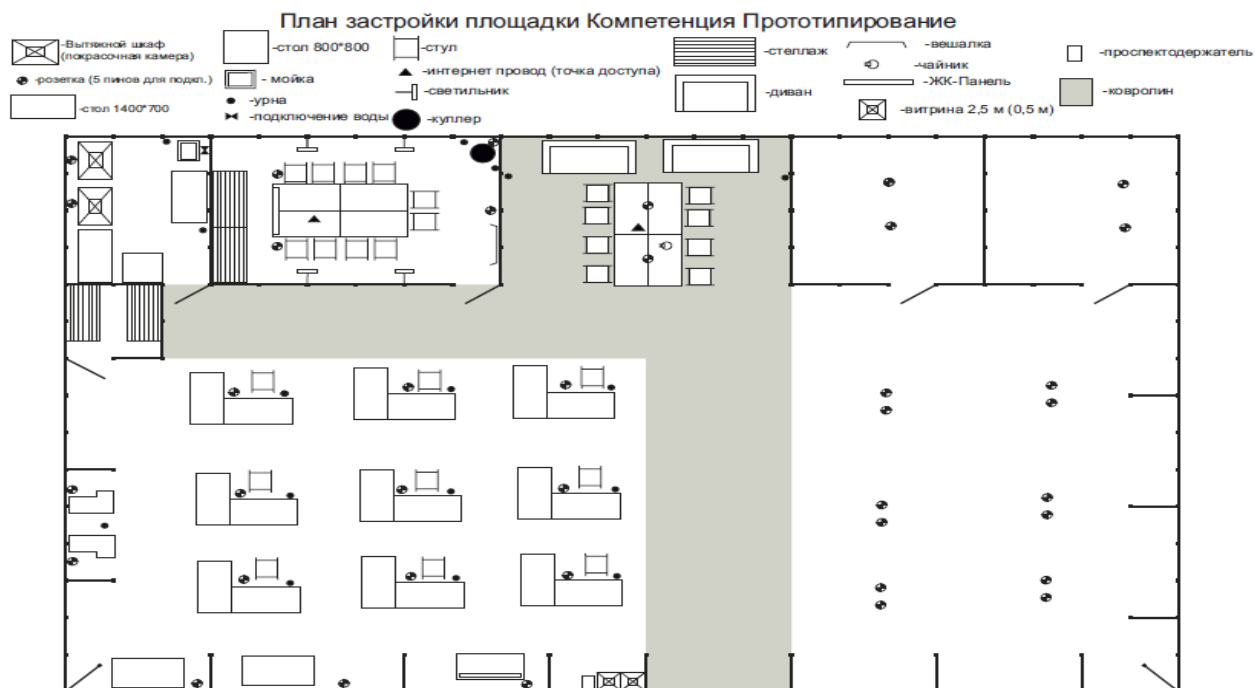 План застройки площадки Компетенция Прототипирование
-Вытяжной шкаф
(покрасочная камера)
-розетка (5 пинов для подкл.)
-стол 1400*700
-стол 800*800
- мойка
-урна
-подключение воды
-стул
-интернет провод (точка доступа)
-светильник
-куллер
-стеллаж
-диван
-вешалка
-чайник
-ЖК-Панель
-витрина 2,5 м (0,5 м)
-проспектодержатель
-ковролин